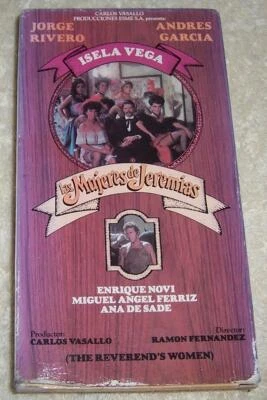 CARLOS VASALLO
PRODUCCIONES ESME S.A. presenta:
JORGE RIVERO
ANDRES GARCIA
ISELA VEGA
Las Mujeres de Jeremias
ENRIQUE NOVI
MIGUEL ANGEL FERRIZ
ANA DE SADE
Productor:
CARLOS VASALLO
Director:
RAMON FERNANDEZ
(THE REVEREND'S WOMEN)